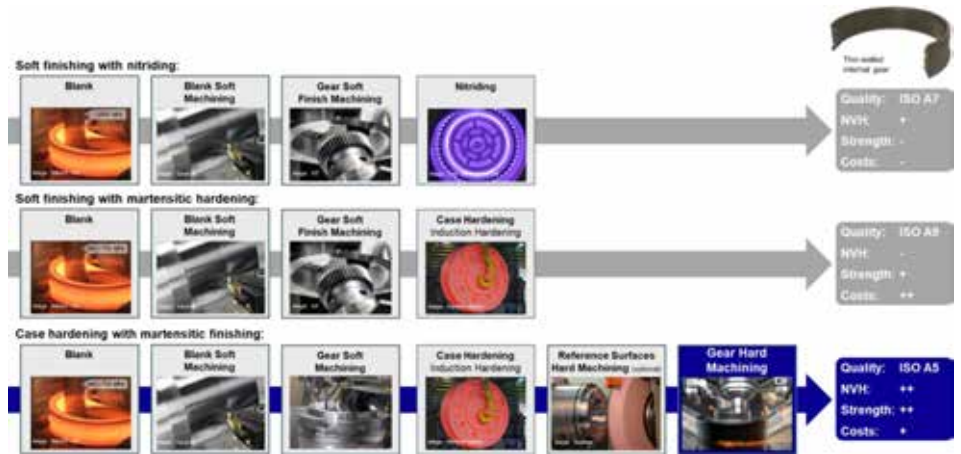 Thin-walled
internal gear
Soft finishing with nitriding:
Blank
Blank Soft
Machining
Gear Soft
Finish Machining
Nitriding
Quality: ISO A7
NVH: +
Strength: -
Costs: -
Soft finishing with martensitic hardening:
Blank
Blank Soft
Machining
Gear Soft
Finish Machining
Case Hardening
Induction Hardening
Quality: ISO A9
NVH: -
Strength: +
Costs: ++
Case hardening with martensitic finishing:
Blank
Blank Soft
Machining
Gear Soft
Machining
Case Hardening
Induction Hardening
Reference Surfaces
Hard Machining (optional)
Gear Hard
Machining
Quality: ISO A5
NVH: ++
Strength: ++
Costs: +